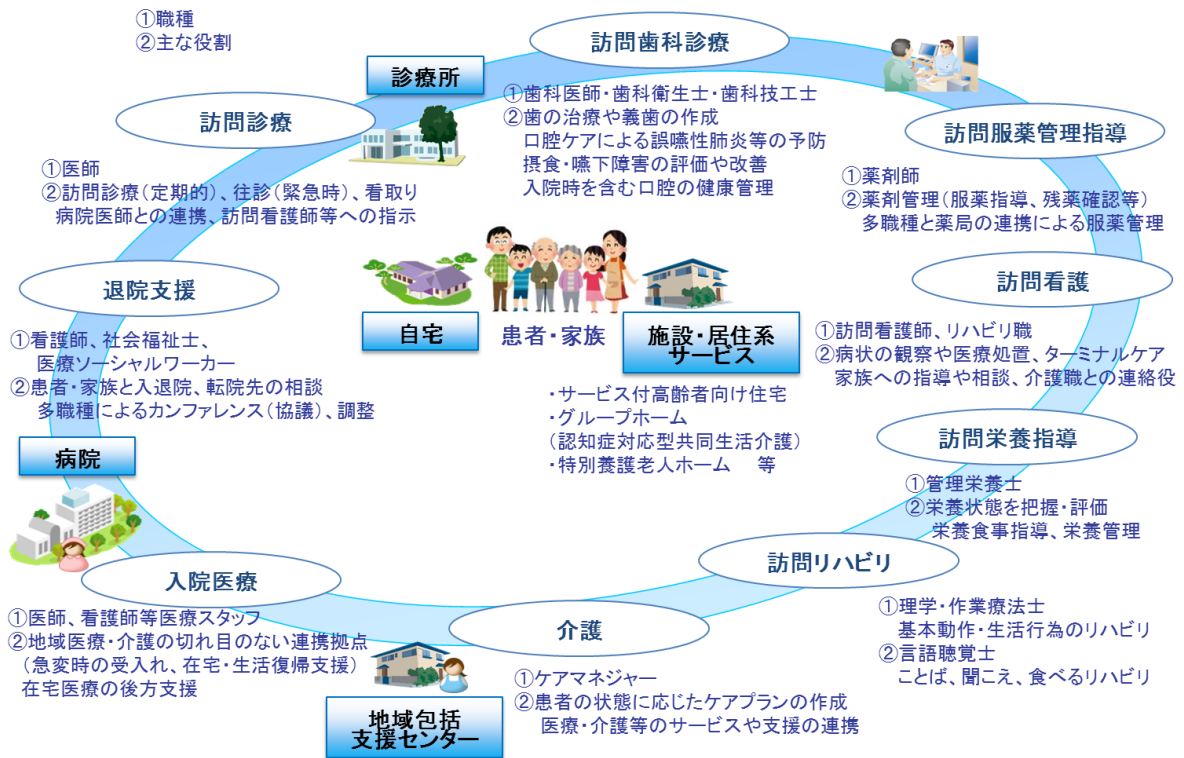 ①職種
②主な役割
訪問歯科診療
①歯科医師・歯科衛生士・歯科技工士
②歯の治療や義歯の作成
口腔ケアによる誤嚥性肺炎等の予防
摂食・嚥下障害の評価や改善
入院時を含む口腔の健康管理
診療所
訪問診療
①医師
②訪問診療(定期的)、往診(緊急時)、看取り
病院医師との連携、訪問看護師等への指示
訪問服薬管理指導
①薬剤師
②薬剤管理(服薬指導、残薬確認等)
多職種と薬局の連携による服薬管理
退院支援
①看護師、社会福祉士、
医療ソーシャルワーカー
②患者・家族と入退院、転院先の相談
多職種によるカンファレンス(協議)、調整
自宅
患者・家族
施設・居住系
サービス
・サービス付高齢者向け住宅
・グループホーム
(認知症対応型共同生活介護)
・特別養護老人ホーム 等
訪問看護
①訪問看護師、リハビリ職
②病状の観察や医療処置、ターミナルケア
家族への指導や相談、介護職との連絡役
訪問栄養指導
①管理栄養士
②栄養状態を把握・評価
栄養食事指導、栄養管理
病院
入院医療
①医師、看護師等医療スタッフ
②地域医療・介護の切れ目のない連携拠点
(急変時の受入れ、在宅・生活復帰支援)
在宅医療の後方支援
介護
①ケアマネジャー
②患者の状態に応じたケアプランの作成
医療・介護等のサービスや支援の連携
地域包括
支援センター
訪問リハビリ
①理学・作業療法士
基本動作・生活行為のリハビリ
②言語聴覚士
ことば、聞こえ、食べるリハビリ